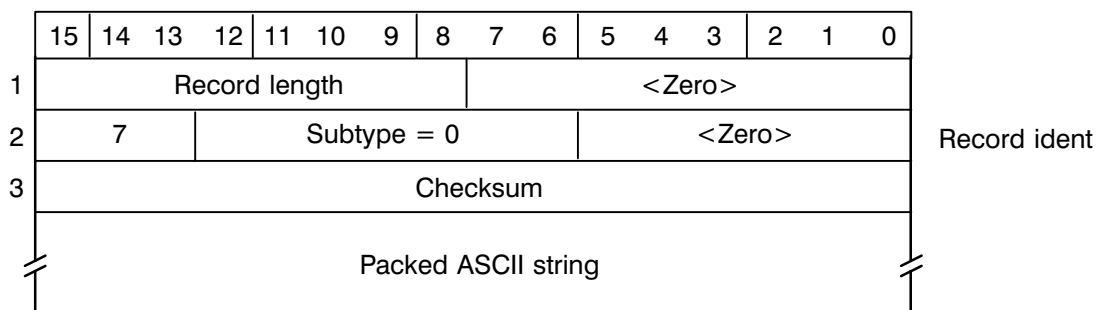 15 14 13 12 11 10 9 8 7 6 5 4 3 2 1 0
1 Record length <Zero>
2 7 Subtype = 0 <Zero> Record ident
3 Checksum
Packed ASCII string